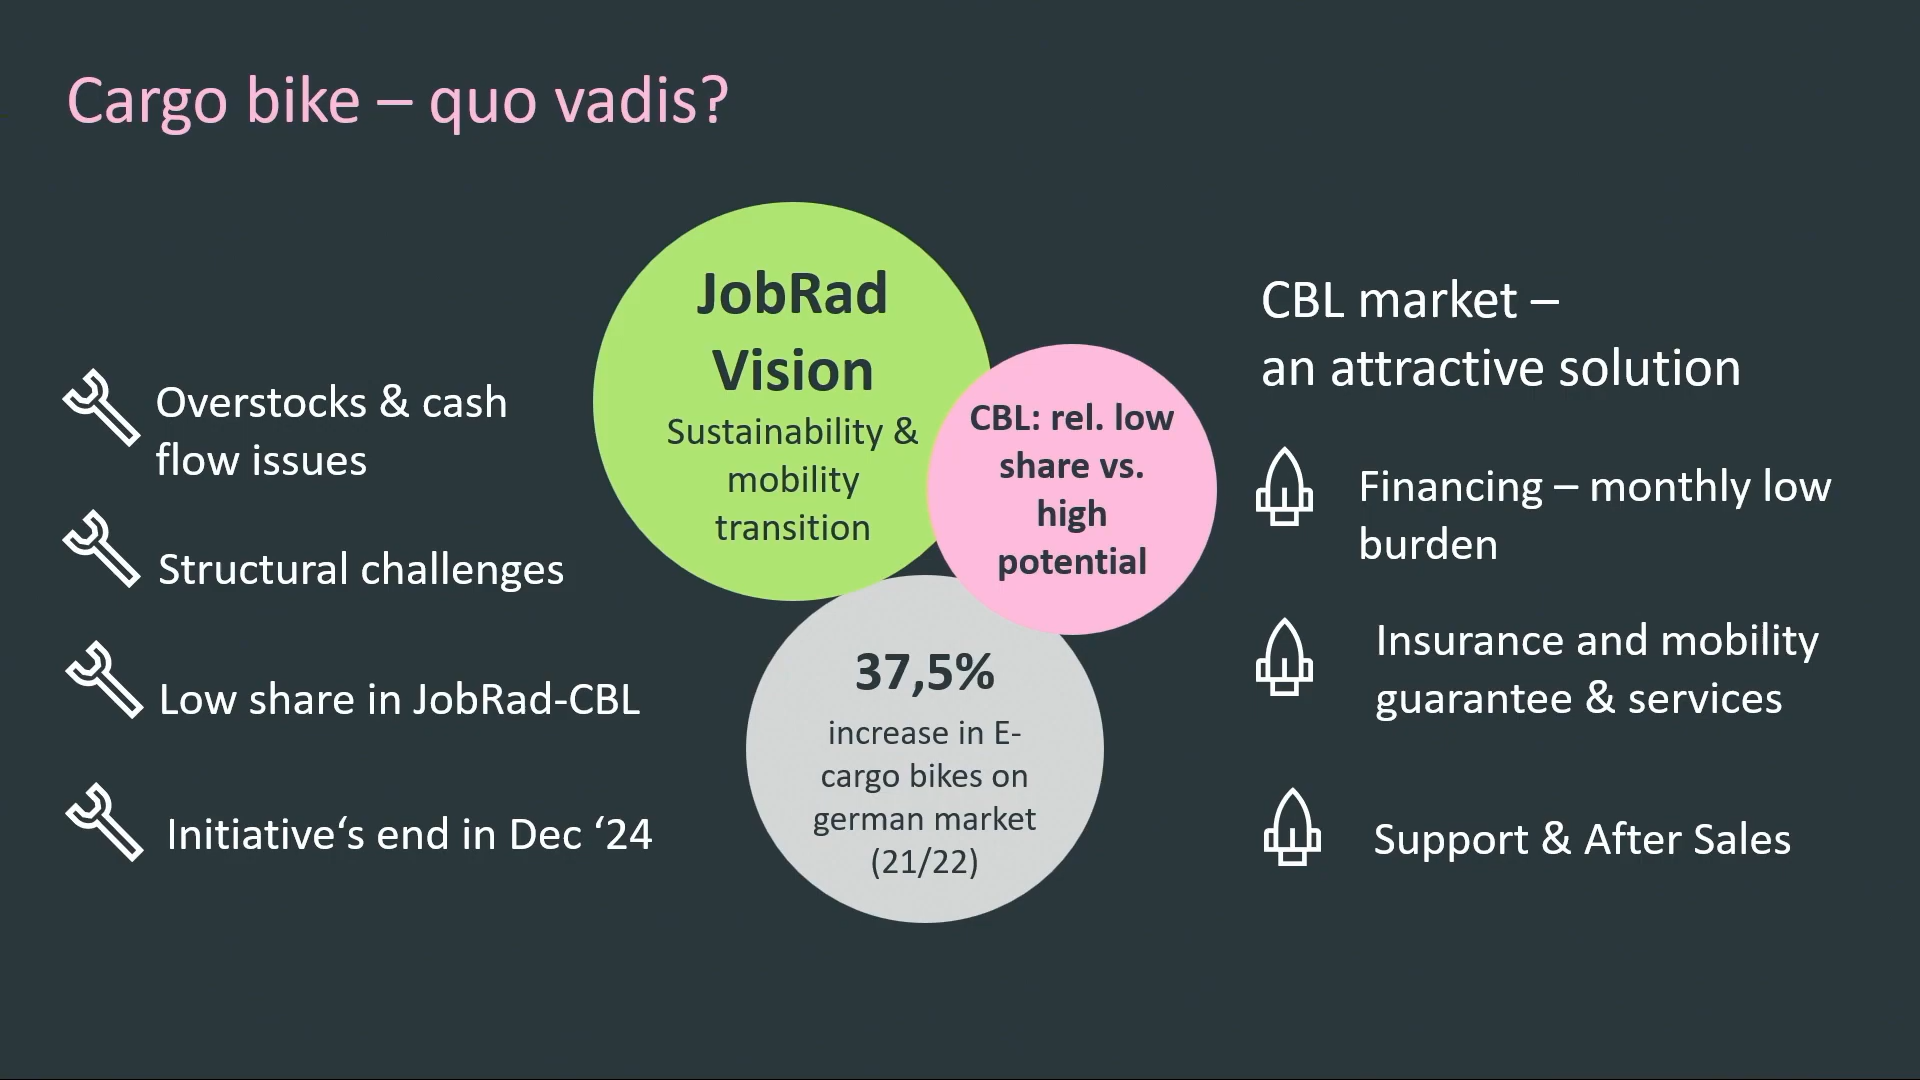 Cargo bike – quo vadis?
Overstocks & cash
flow issues
Structural challenges
Low share in JobRad-CBL
Initiative‘s end in Dec ‘24
JobRad
Vision
Sustainability &
mobility
transition
CBL: rel. low
share vs.
high
potential
37,5%
increase in E-
cargo bikes on
german market
(21/22)
CBL market –
an attractive solution
Financing – monthly low
burden
Insurance and mobility
guarantee & services
Support & After Sales